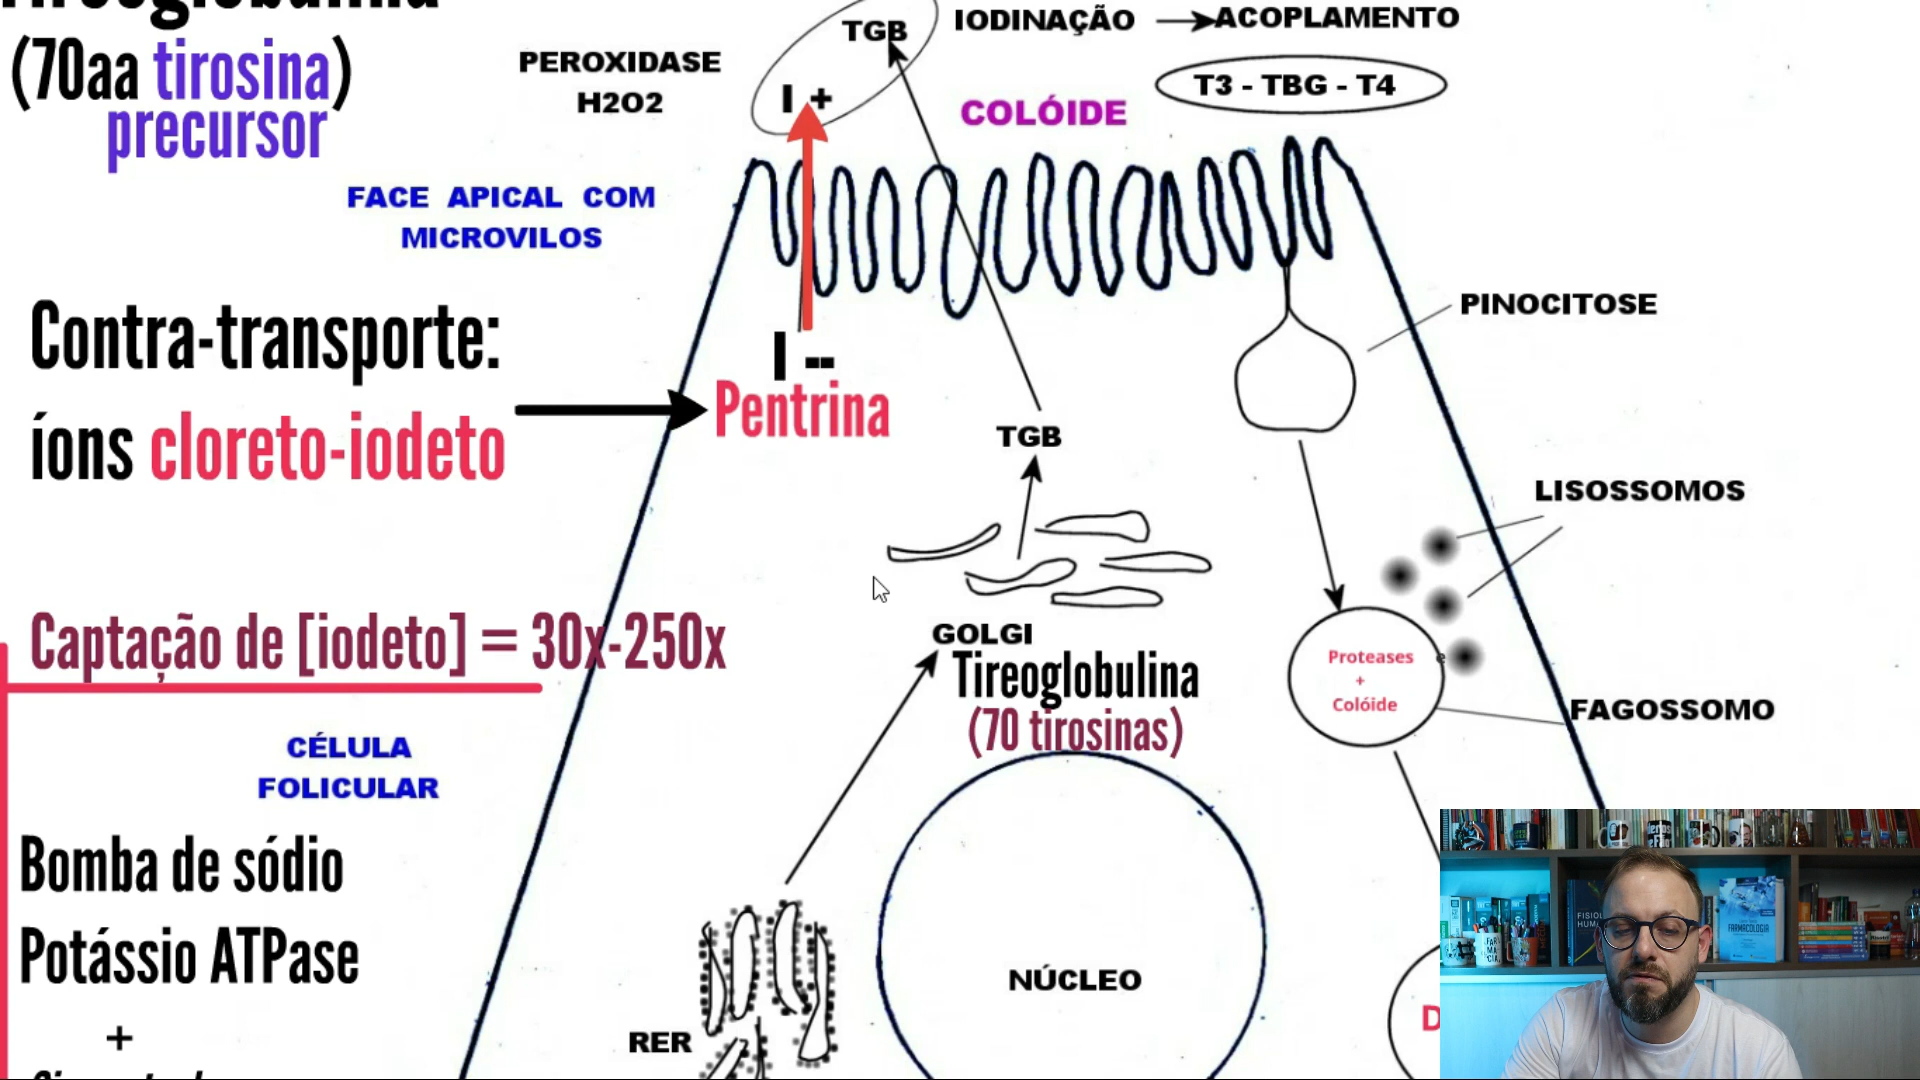 Tireoglobulina
(70aa tirosina)
precursor
PEROXIDASE
H2O2
TGB
I +
IODINAÇÃO
ACOPLAMENTO
T3 - TBG - T4
COLÓIDE
FACE APICAL COM
MICROVILOS
Contra-transporte:
íons cloreto-iodeto
I --
Pentrina
TGB
PINOCITOSE
LISOSSOMOS
Captação de [iodeto] = 30x-250x
GOLGI
Tireoglobulina
(70 tirosinas)
Proteases
+
Colóide
e
FAGOSSOMO
CÉLULA
FOLICULAR
Bomba de sódio
Potássio ATPase
+
RER
NÚCLEO
D
FARMACOLOGIA